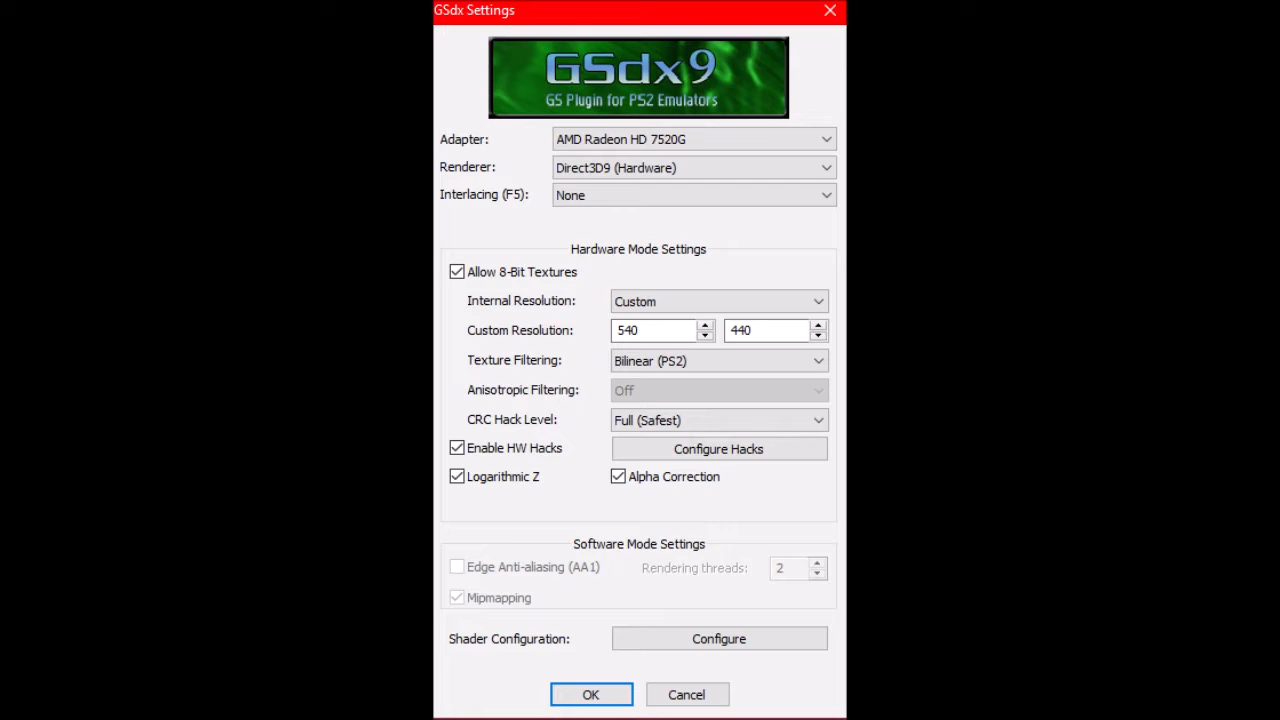 GSdx Settings
GSdx9
GS Plugin for PS2 Emulators
Adapter: AMD Radeon HD 7520G
Renderer: Direct3D9 (Hardware)
Interlacing (F5): None
Hardware Mode Settings
Allow 8-Bit Textures
Internal Resolution: Custom
Custom Resolution: 540 440
Texture Filtering: Bilinear (PS2)
Anisotropic Filtering: Off
CRC Hack Level: Full (Safest)
Enable HW Hacks Configure Hacks
Logarithmic Z Alpha Correction
Software Mode Settings
Edge Anti-aliasing (AA1) Rendering threads: 2
Mipmapping
Shader Configuration: Configure
OK Cancel